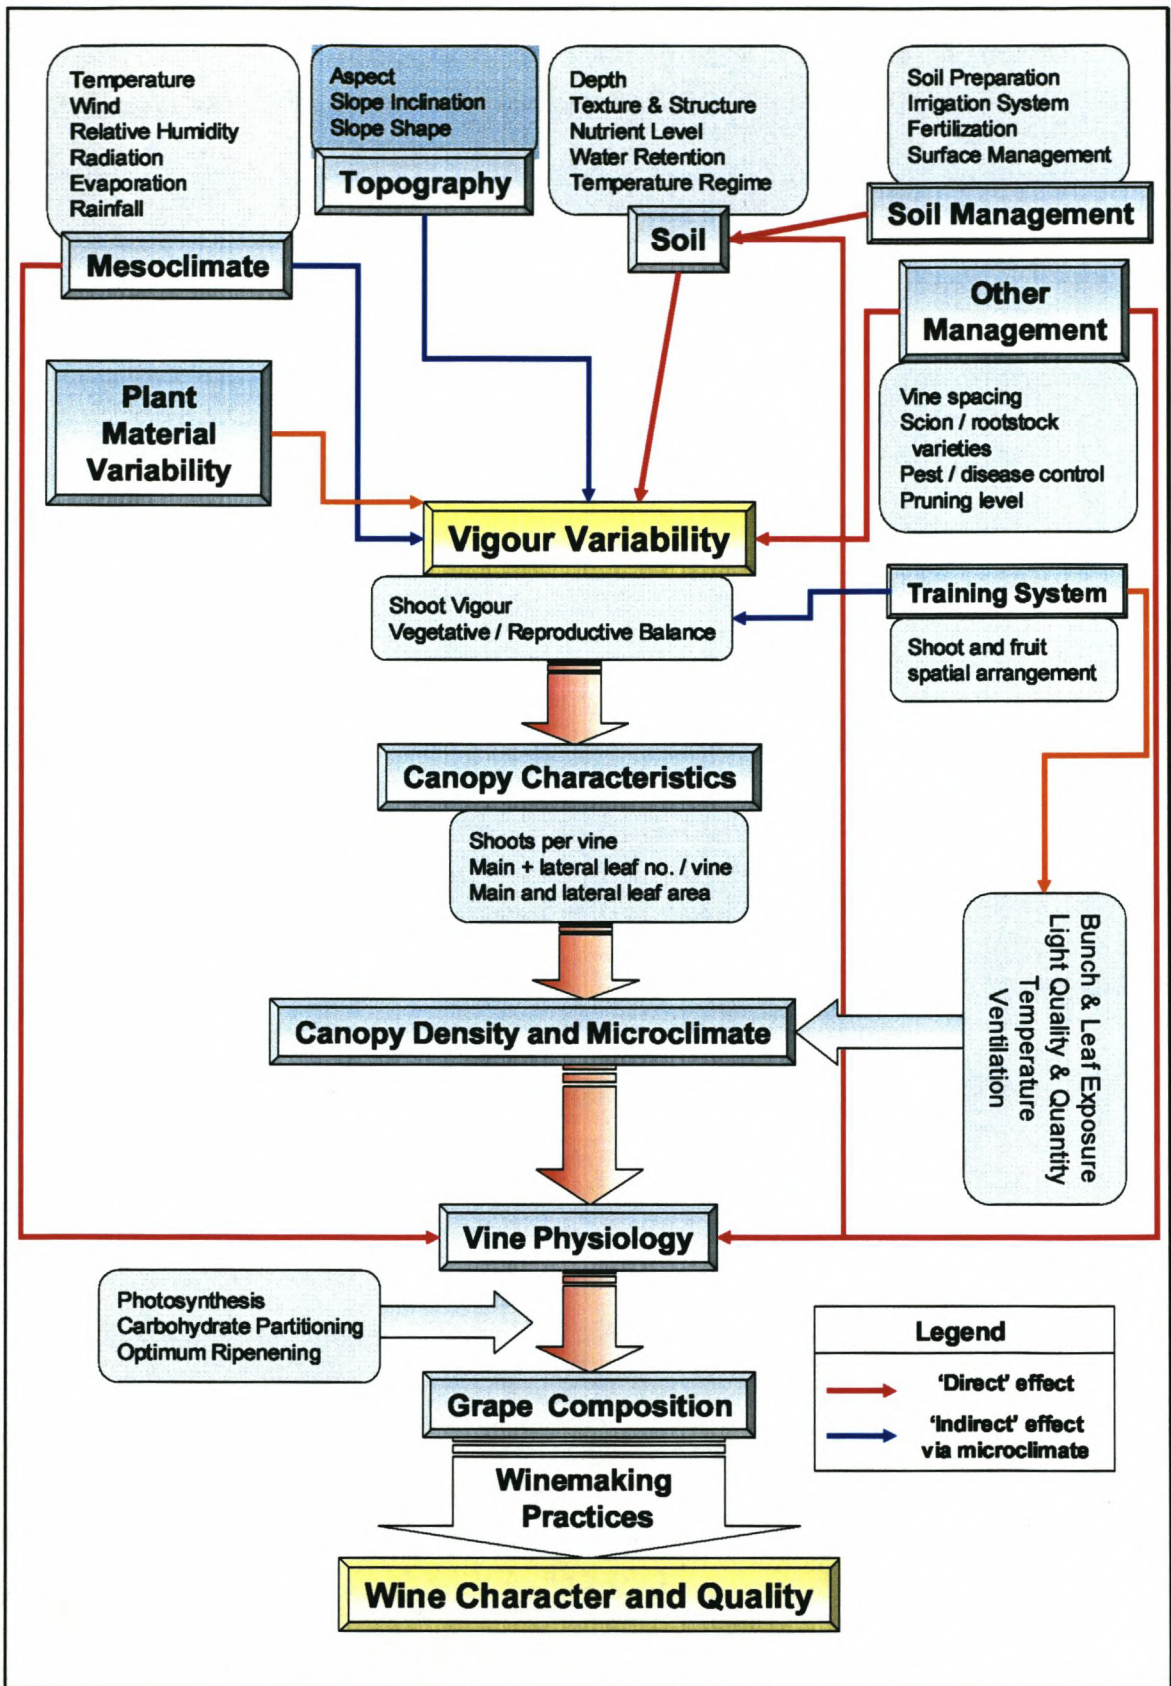 Temperature
Wind
Relative Humidity
Radiation
Evaporation
Rainfall
Mesoclimate
Aspect
Slope Inclination
Slope Shape
Topography
Depth
Texture & Structure
Nutrient Level
Water Retention
Temperature Regime
Soil
Soil Preparation
Irrigation System
Fertilization
Surface Management
Soil Management
Other
Management
Vine spacing
Scion / rootstock
varieties
Pest / disease control
Pruning level
Plant
Material
Variability
Vigour Variability
Shoot Vigour
Vegetative / Reproductive Balance
Training System
Shoot and fruit
spatial arrangement
Canopy Characteristics
Shoots per vine
Main + lateral leaf no. / vine
Main and lateral leaf area
Canopy Density and Microclimate
Bunch & Leaf Exposure
Light Quality & Quantity
Temperature
Ventilation
Vine Physiology
Photosynthesis
Carbohydrate Partitioning
Optimum Ripenening
Grape Composition
Legend
'Direct' effect
'Indirect' effect
via microclimate
Winemaking
Practices
Wine Character and Quality